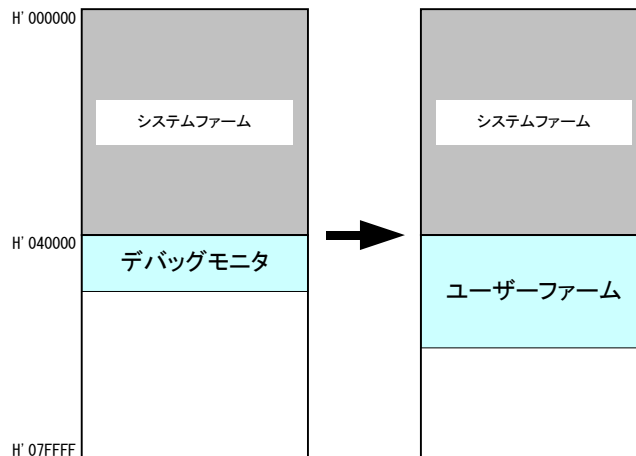 H' 000000
システムファーム
システムファーム
H' 040000
デバッグモニタ
ユーザーファーム
H' 07FFFF